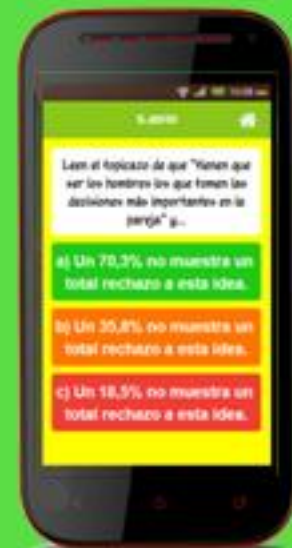 Leen el topicazo de que "Tienen que
ser los hombres los que tomen las
decisiones más importantes en la
pareja" y...
a) Un 70,3% no muestra un
total rechazo a esta idea.
b) Un 35,8% no muestra un
total rechazo a esta idea.
c) Un 18,5% no muestra un
total rechazo a esta idea.